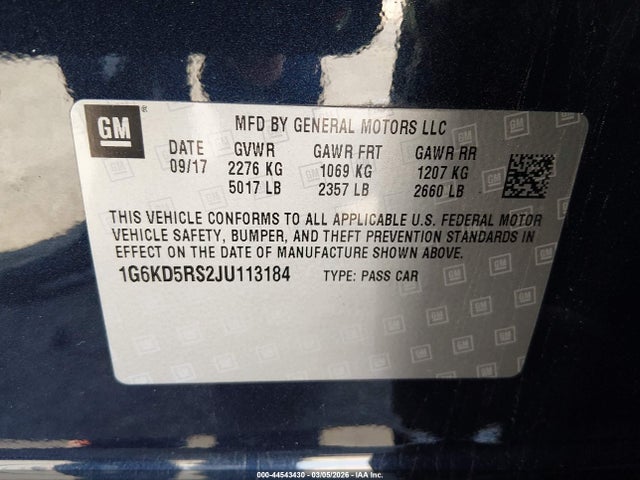 GM ®
MFD BY GENERAL MOTORS LLC
DATE GVWR GAWR FRT GAWR RR
09/17 2276 KG 1069 KG 1207 KG
5017 LB 2357 LB 2660 LB
THIS VEHICLE CONFORMS TO ALL APPLICABLE U.S. FEDERAL MOTOR
VEHICLE SAFETY, BUMPER, AND THEFT PREVENTION STANDARDS IN
EFFECT ON THE DATE OF MANUFACTURE SHOWN ABOVE.
1G6KD5RS2JU113184 TYPE: PASS CAR
000-44543430 - 03/05/2026 - IAA Inc.